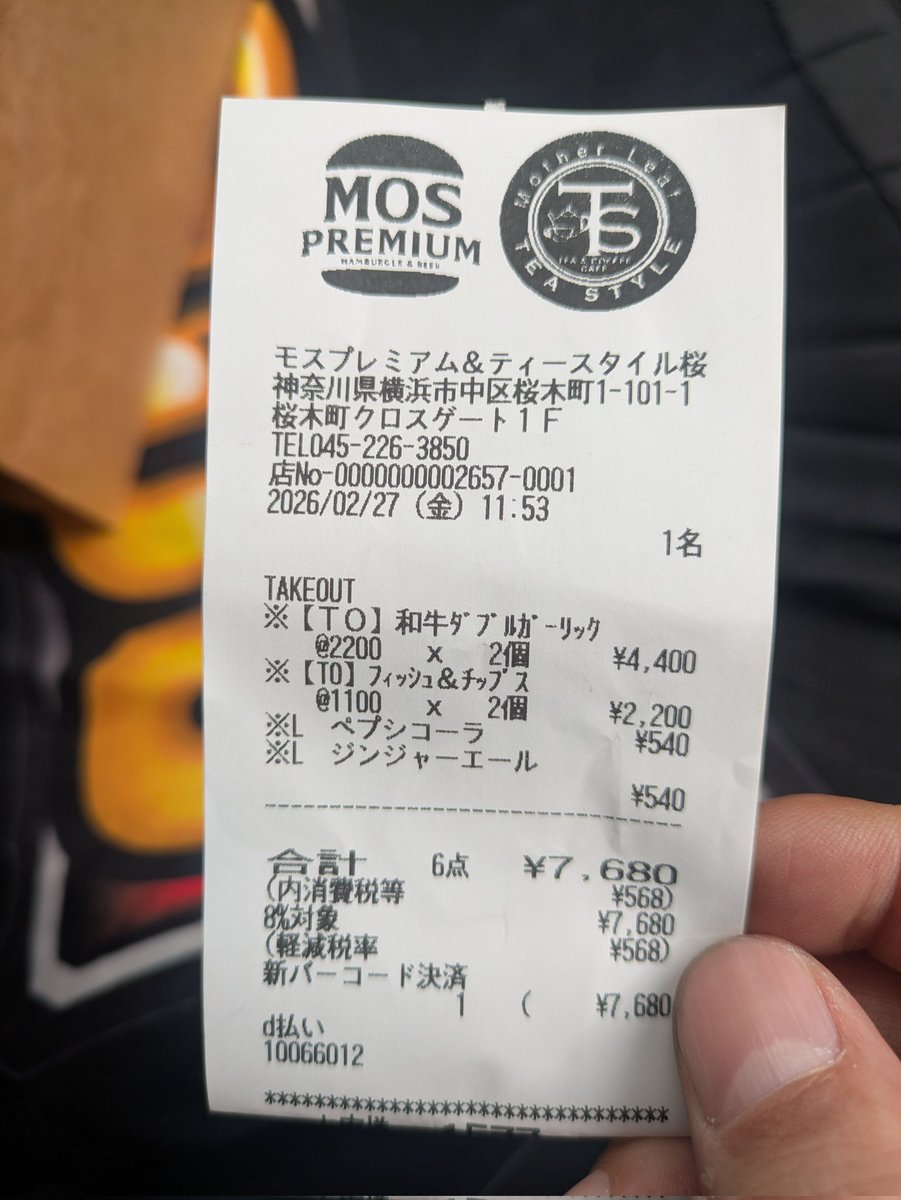 MOS
PREMIUM
HAMBURGER & BEER
Mother Leaf
TS
TEA & COFFEE
CAFE
TEA STYLE
モスプレミアム&ティースタイル桜
神奈川県横浜市中区桜木町1-101-1
桜木町クロスゲート1F
TEL045-226-3850
店No-0000000002657-0001
2026/02/27 (金) 11:53
1名
TAKEOUT
※【TO】和牛ダブルガーリック
@2200 x 2個 ¥4,400
※【TO】フィッシュ&チップス
@1100 x 2個 ¥2,200
※L ペプシコーラ ¥540
※L ジンジャーエール
¥540
合計 6点 ¥7,680
(内消費税等 ¥568)
8%対象 ¥7,680
(軽減税率 ¥568)
新バーコード決済
1 ( ¥7,680
d払い
10066012
*********************************